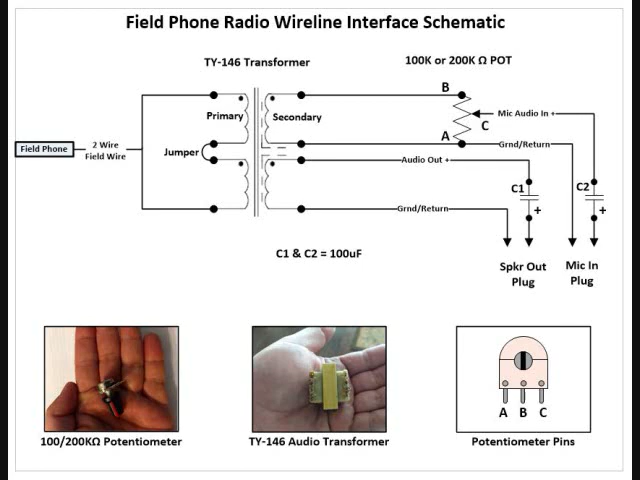 Field Phone Radio Wireline Interface Schematic
TY-146 Transformer
100K or 200K Ω POT
B
Primary
Secondary
Mic Audio In +
C
Field Phone
2 Wire
Field Wire
Jumper
A
Grnd/Return
Audio Out +
C1
C2
+
+
Grnd/Return
C1 & C2 = 100uF
Spkr Out
Plug
Mic In
Plug
A
B
C
100/200KΩ Potentiometer
TY-146 Audio Transformer
Potentiometer Pins